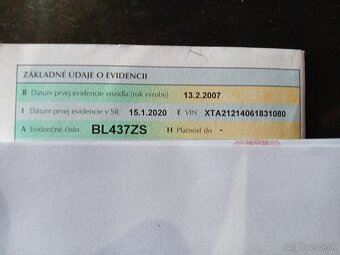 ZÁKLADNÉ ÚDAJE O EVIDENCII
B Dátum prvej evidencie vozidla (rok výroby) 13.2.2007
I Dátum prvej evidencie v SR 15.1.2020 E VIN XTA21214061831080
A Evidenčné číslo BL437ZS H Platnosť do -